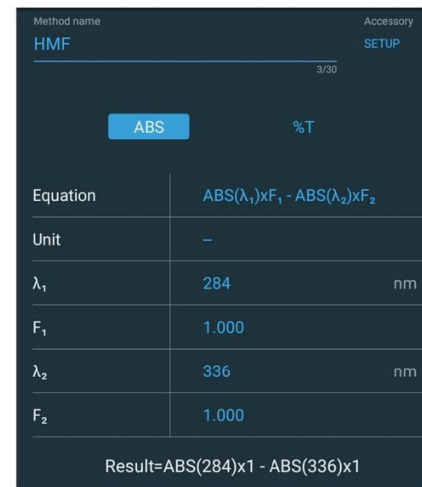 Method name Accessory
HMF SETUP
3/30
ABS %T
Equation ABS(λ₁)xF₁ - ABS(λ₂)xF₂
Unit –
λ₁ 284 nm
F₁ 1.000
λ₂ 336 nm
F₂ 1.000
Result=ABS(284)x1 - ABS(336)x1